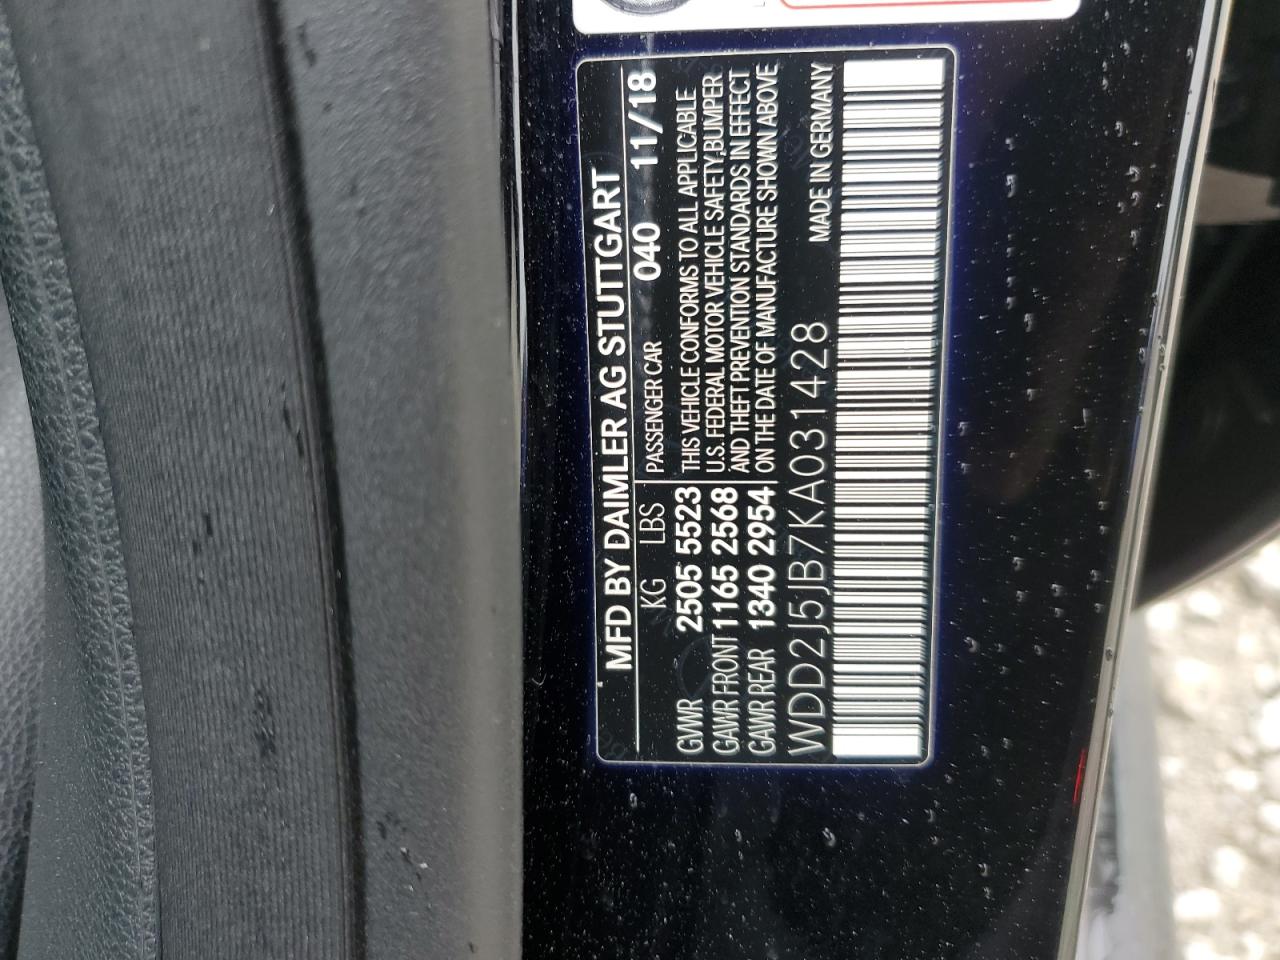 MFD BY DAIMLER AG STUTTGART
KG LBS PASSENGER CAR 040 11/18
GVWR 2505 5523 THIS VEHICLE CONFORMS TO ALL APPLICABLE
GAWR FRONT 1165 2568 U.S. FEDERAL MOTOR VEHICLE SAFETY,BUMPER
GAWR REAR 1340 2954 AND THEFT PREVENTION STANDARDS IN EFFECT
ON THE DATE OF MANUFACTURE SHOWN ABOVE
WDD2J5JB7KA031428 MADE IN GERMANY